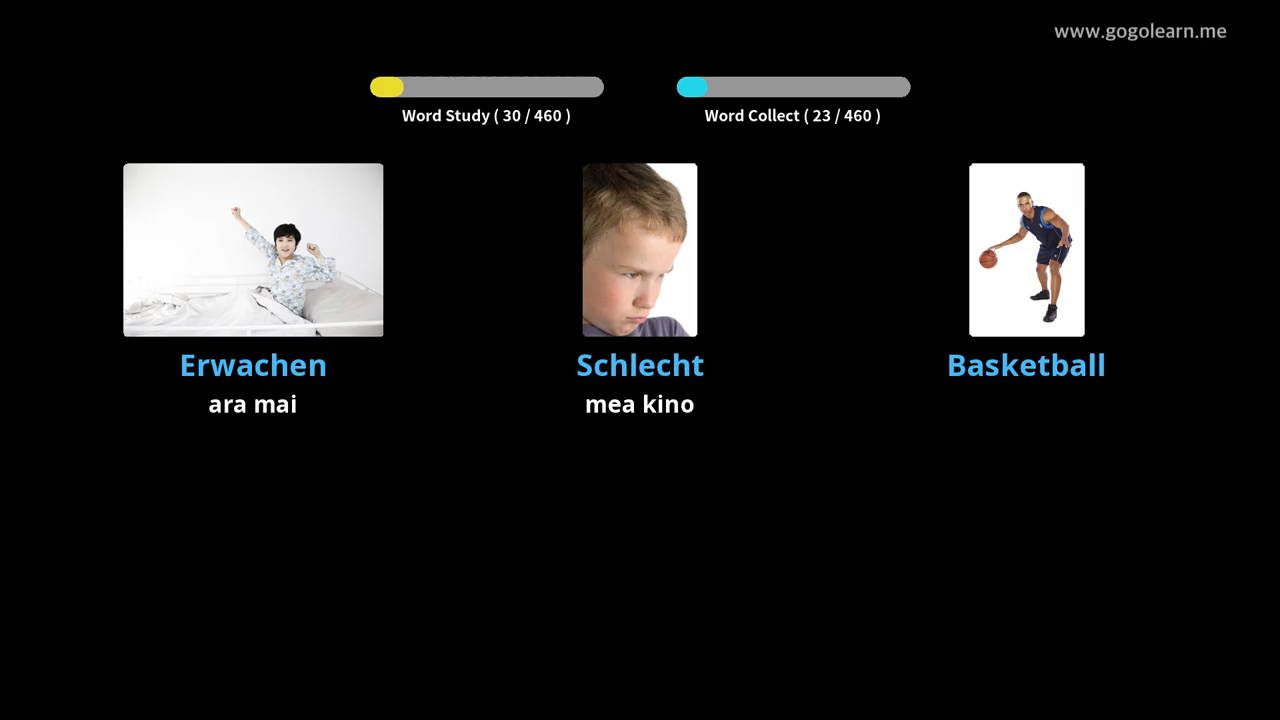 www.gogolearn.me
Word Study ( 30 / 460 )
Word Collect ( 23 / 460 )
Erwachen
ara mai
Schlecht
mea kino
Basketball